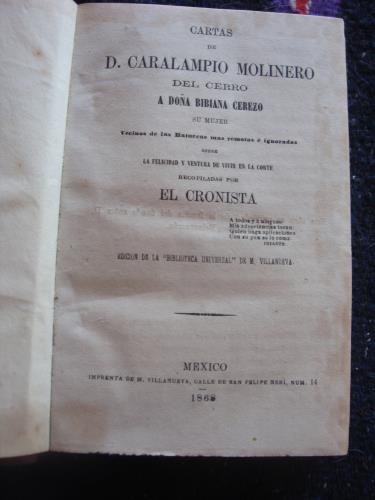 CARTAS
DE
D. CARALAMPIO MOLINERO
DEL CERRO
A DOÑA BIBIANA CEREZO
SU MUJER
Vecinos de las Batuecas mas remotas é ignoradas
SOBRE
LA FELICIDAD Y VENTURA DE VIVIR EN LA CORTE
RECOPILADAS POR
EL CRONISTA
A todos y á ninguno
Mis advertencias tocan:
Quien haga aplicaciones
Con su pan se lo coma
IRIARTE
EDICION DE LA "BIBLIOTECA UNIVERSAL" DE M. VILLANUEVA.
MEXICO
IMPRENTA DE M. VILLANUEVA, CALLE DE SAN FELIPE NERI, NUM. 14
1868